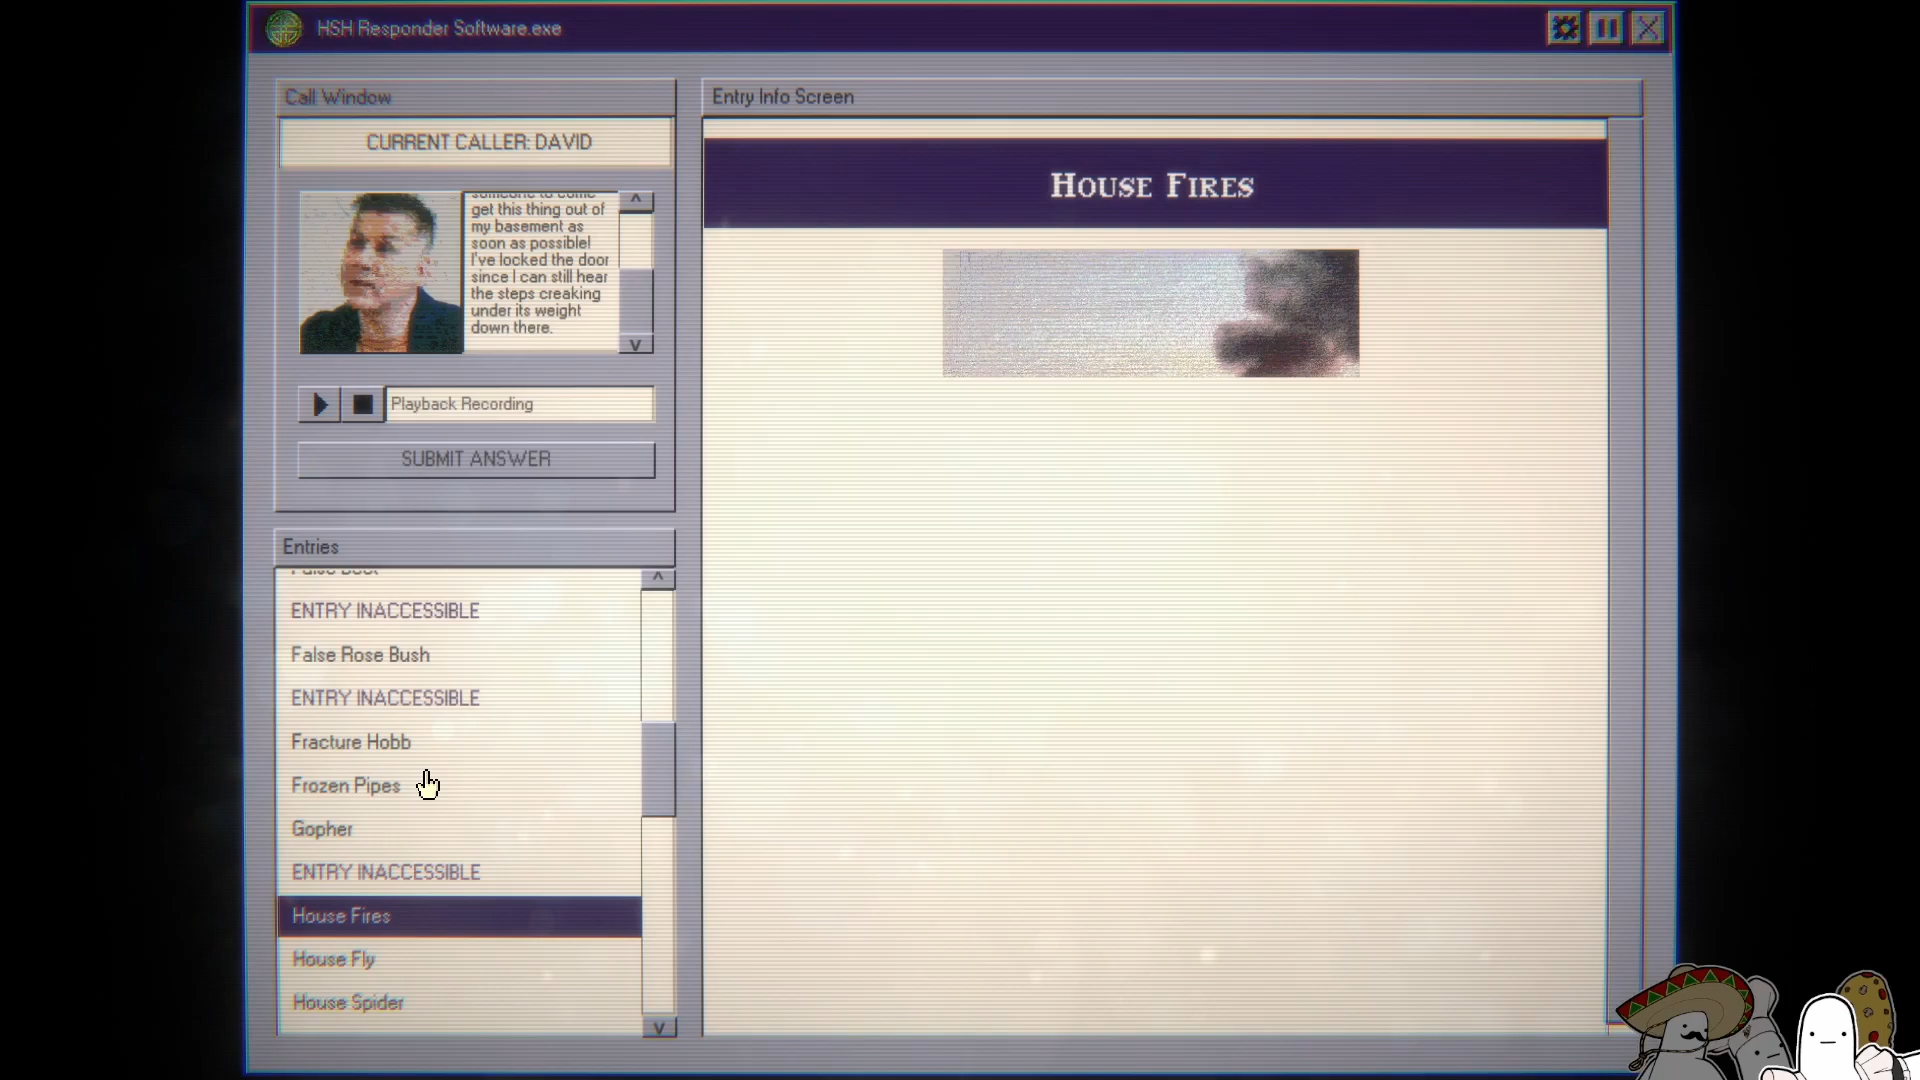 HSH Responder Software.exe
Call Window
CURRENT CALLER: DAVID
someone to come
get this thing out of
my basement as
soon as possible!
I've locked the door
since I can still hear
the steps creaking
under its weight
down there.
Playback Recording
SUBMIT ANSWER
Entries
ENTRY INACCESSIBLE
False Rose Bush
ENTRY INACCESSIBLE
Fracture Hobb
Frozen Pipes
Gopher
ENTRY INACCESSIBLE
House Fires
House Fly
House Spider
Entry Info Screen
House Fires